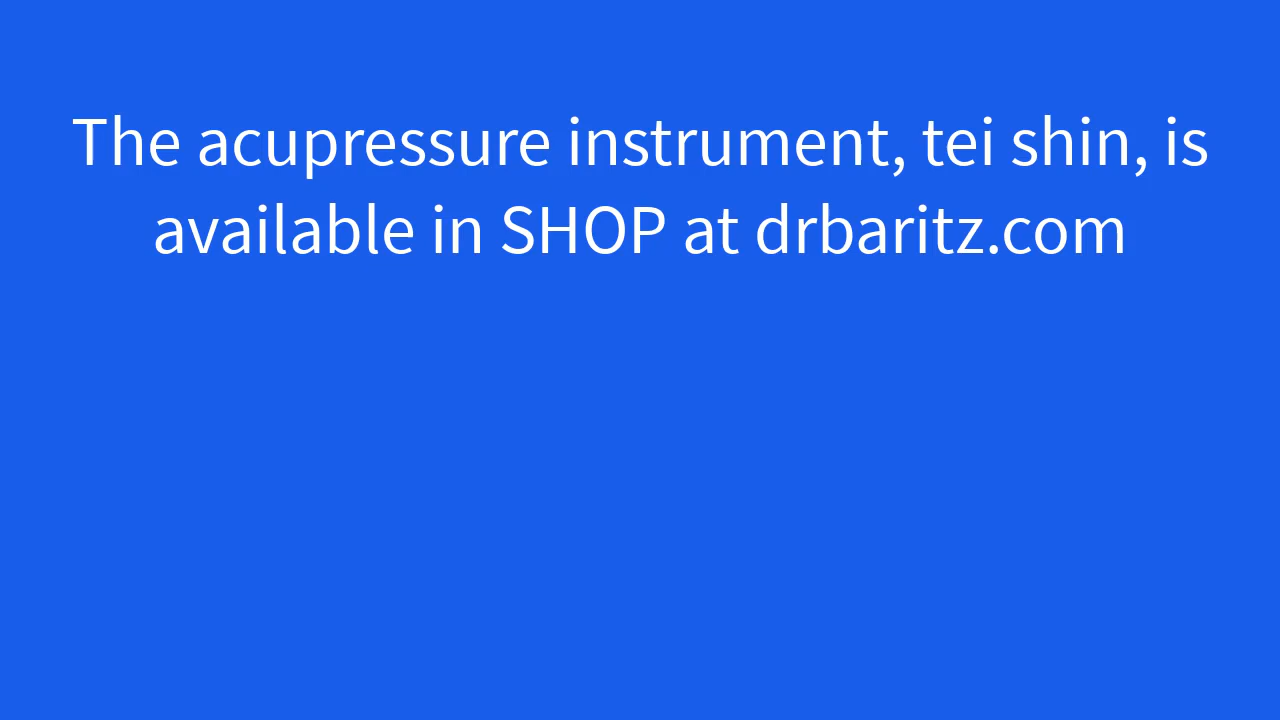 The acupressure instrument, tei shin, is
available in SHOP at drbaritz.com